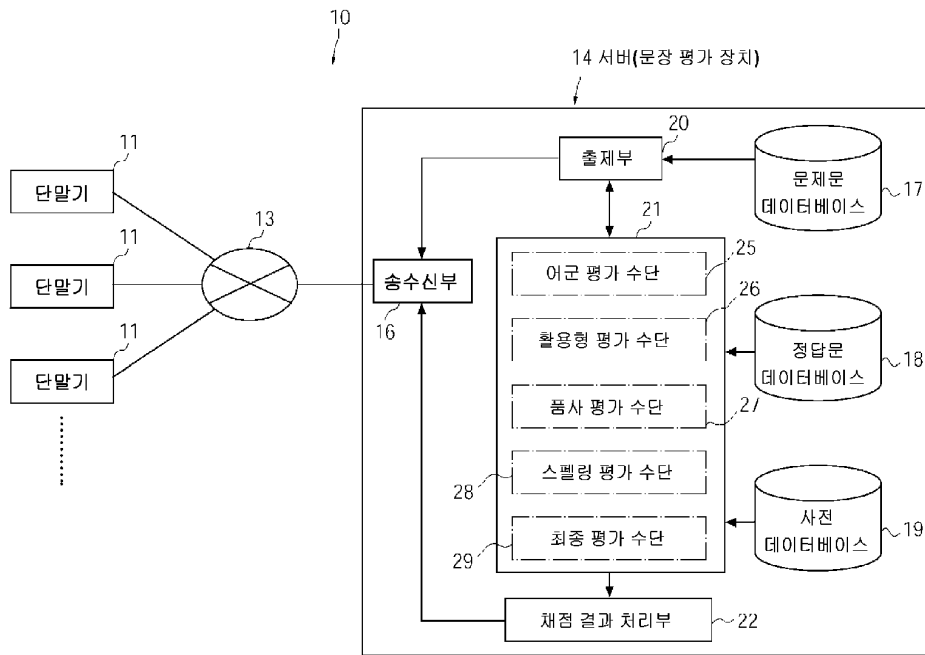 10
14 서버(문장 평가 장치)
20
출제부
문제문
데이터베이스
17
11
단말기
13
21
11
단말기
송수신부
16
25
어군 평가 수단
26
활용형 평가 수단
정답문
데이터베이스
18
11
단말기
품사 평가 수단
27
스펠링 평가 수단
28
사전
데이터베이스
19
최종 평가 수단
29
채점 결과 처리부
22